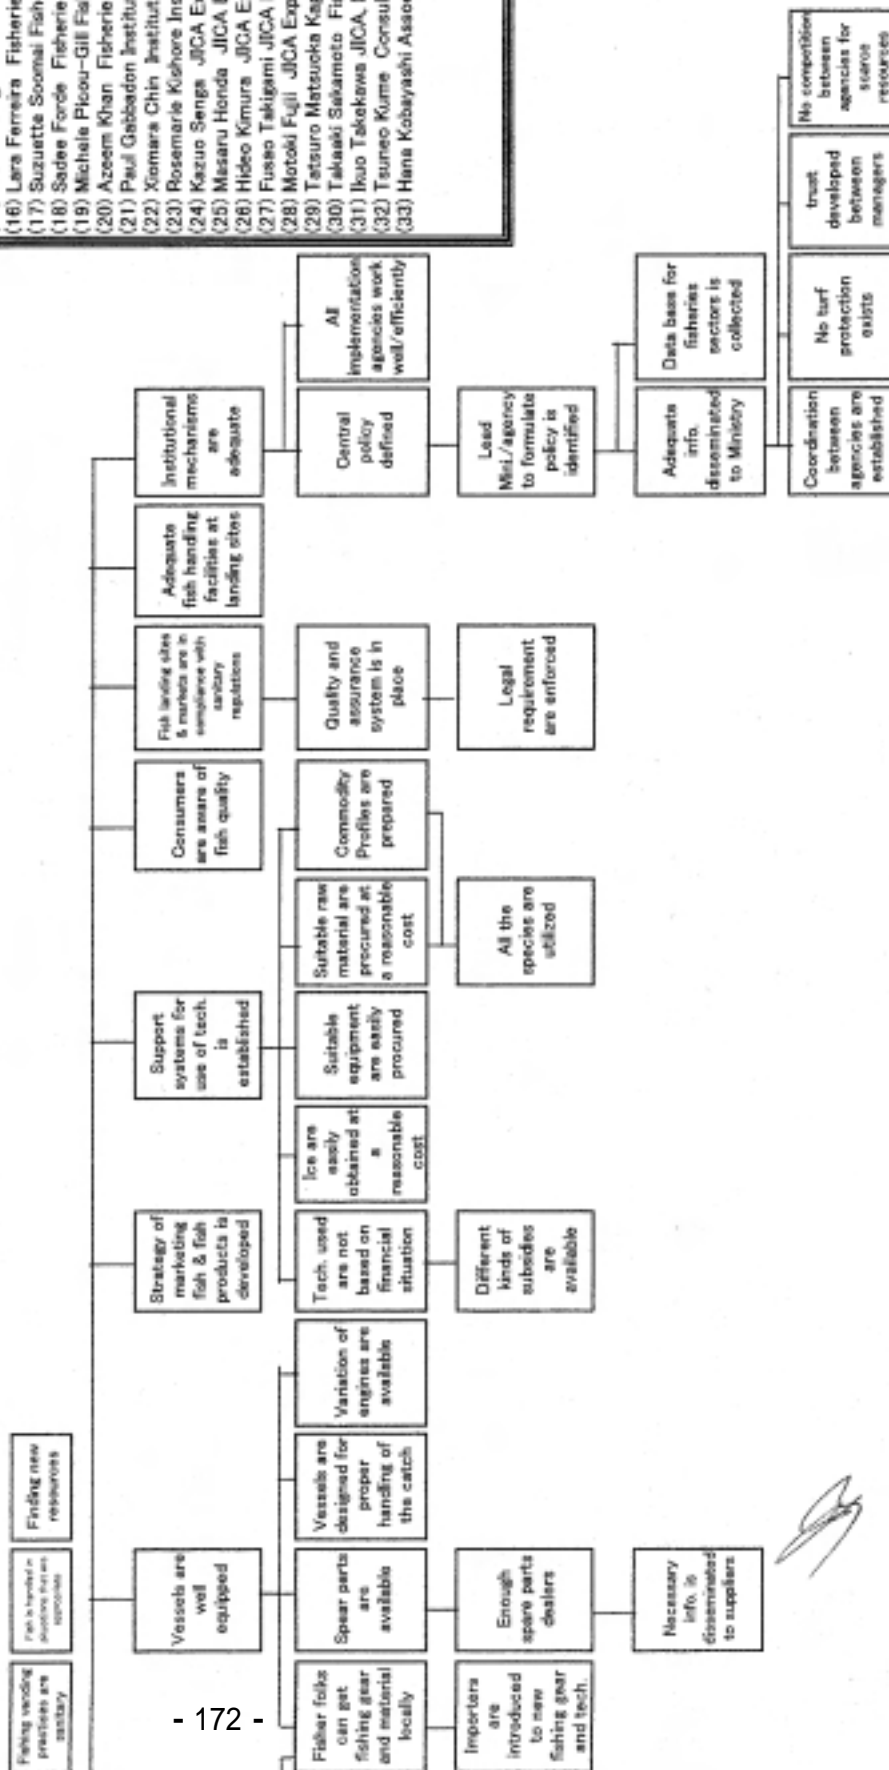 Fishing vending
practices are
sanitary
Fish is handled in
situations that are
appropriate
Finding new
resources
(16) Lara Ferreira Fisherie
(17) Suzuette Soomai Fish
(18) Sadee Forde Fisherie
(19) Michele Picou-Gill Fis
(20) Azeem Khan Fisherie
(21) Paul Gabbadon Institu
(22) Xiomara Chin Institut
(23) Rosemarie Kishore Ins
(24) Kazuo Senga JICA Ex
(25) Masaru Honda JICA E
(26) Hideo Kimura JICA E
(27) Fusao Takigami JICA
(28) Motoki Fujii JICA Exp
(29) Tatsuro Matsuoka Kag
(30) Takaaki Sakamoto Fis
(31) Ikuo Takekawa JICA,
(32) Tsuneo Kume Consul
(33) Hana Kobayashi Assoc
Vessels are
well
equipped
Strategy of
marketing
fish & fish
products is
developed
Support
systems for
use of tech.
is
established
Consumers
are aware of
fish quality
Fish landing sites
& markets are in
compliance with
sanitary
regulations
Adequate
fish handling
facilities at
landing sites
Institutional
mechanisms
are
adequate
Fisher folks
can get
fishing gear
and material
locally
Spear parts
are
available
Vessels are
designed for
proper
handing of
the catch
Variation of
engines are
available
Tech. used
are not
based on
financial
situation
Ice are
easily
obtained at
a
reasonable
cost
Suitable
equipment
are easily
procured
Suitable raw
material are
procured at
a reasonable
cost
Commodity
Profiles are
prepared
Quality and
assurance
system is in
place
Central
policy
defined
All
implementation
agencies work
well/efficiently
Importers
are
introduced
to new
fishing gear
and tech.
Enough
spare parts
dealers
Different
kinds of
subsidies
are
available
All the
species are
utilized
Legal
requirement
are enforced
Lead
Mini./agency
to formulate
policy is
identified
Necessary
info. is
disseminated
to suppliers
Adequate
info.
disseminated
to Ministry
Data base for
fisheries
sectors is
collected
Coordination
between
agencies are
established
No turf
protection
exists
trust
developed
between
managers
No competition
between
agencies for
scarce
resources
- 172 -